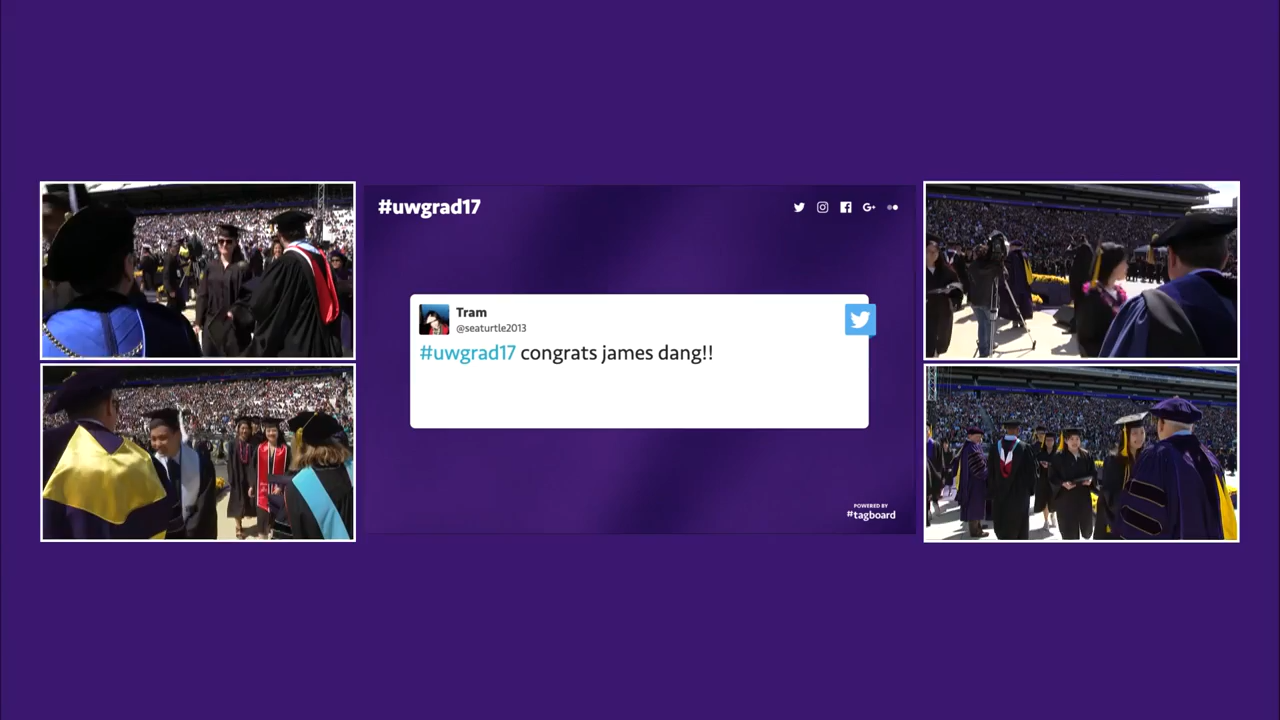 #uwgrad17
Tram
@seaturtle2013
#uwgrad17 congrats james dang!!
POWERED BY
#tagboard